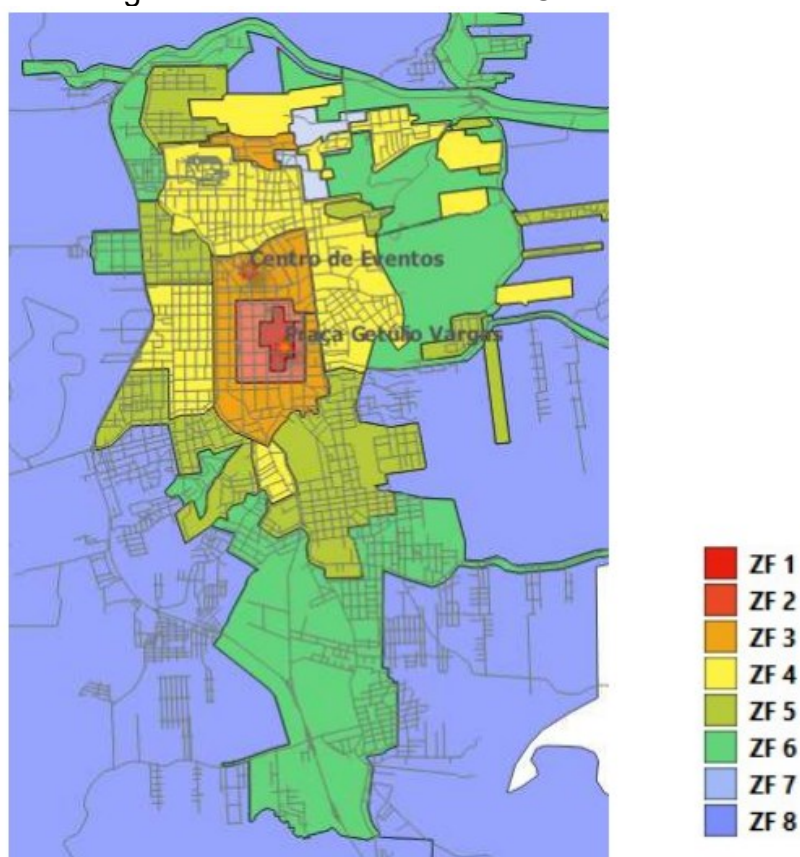 Centro de Eventos
Praça Getúlio Vargas
ZF 1
ZF 2
ZF 3
ZF 4
ZF 5
ZF 6
ZF 7
ZF 8